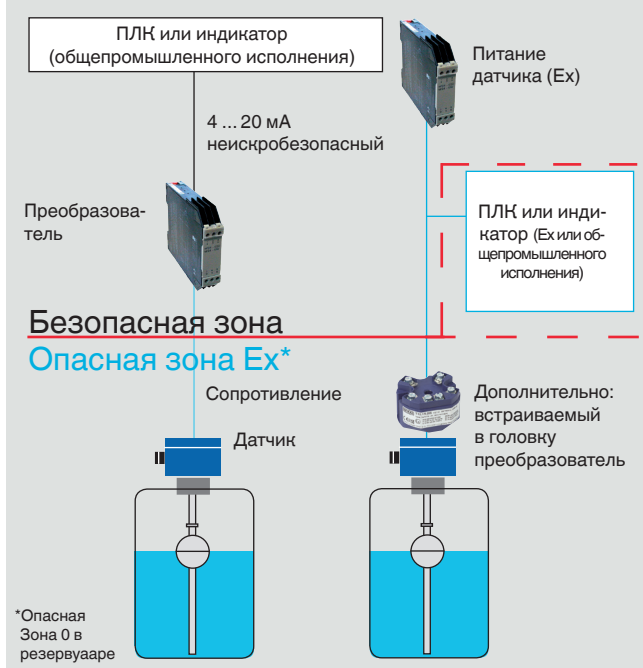 ПЛК или индикатор
(общепромышленного исполнения)
Питание
датчика (Ex)
4 ... 20 мА
неискробезопасный
Преобразова-
тель
ПЛК или инди-
катор (Ex или об-
щепромышленного
исполнения)
Безопасная зона
Опасная зона Ex*
Сопротивление
Датчик
Дополнительно:
встраиваемый
в головку
преобразователь
*Опасная
Зона 0 в
резервуааре